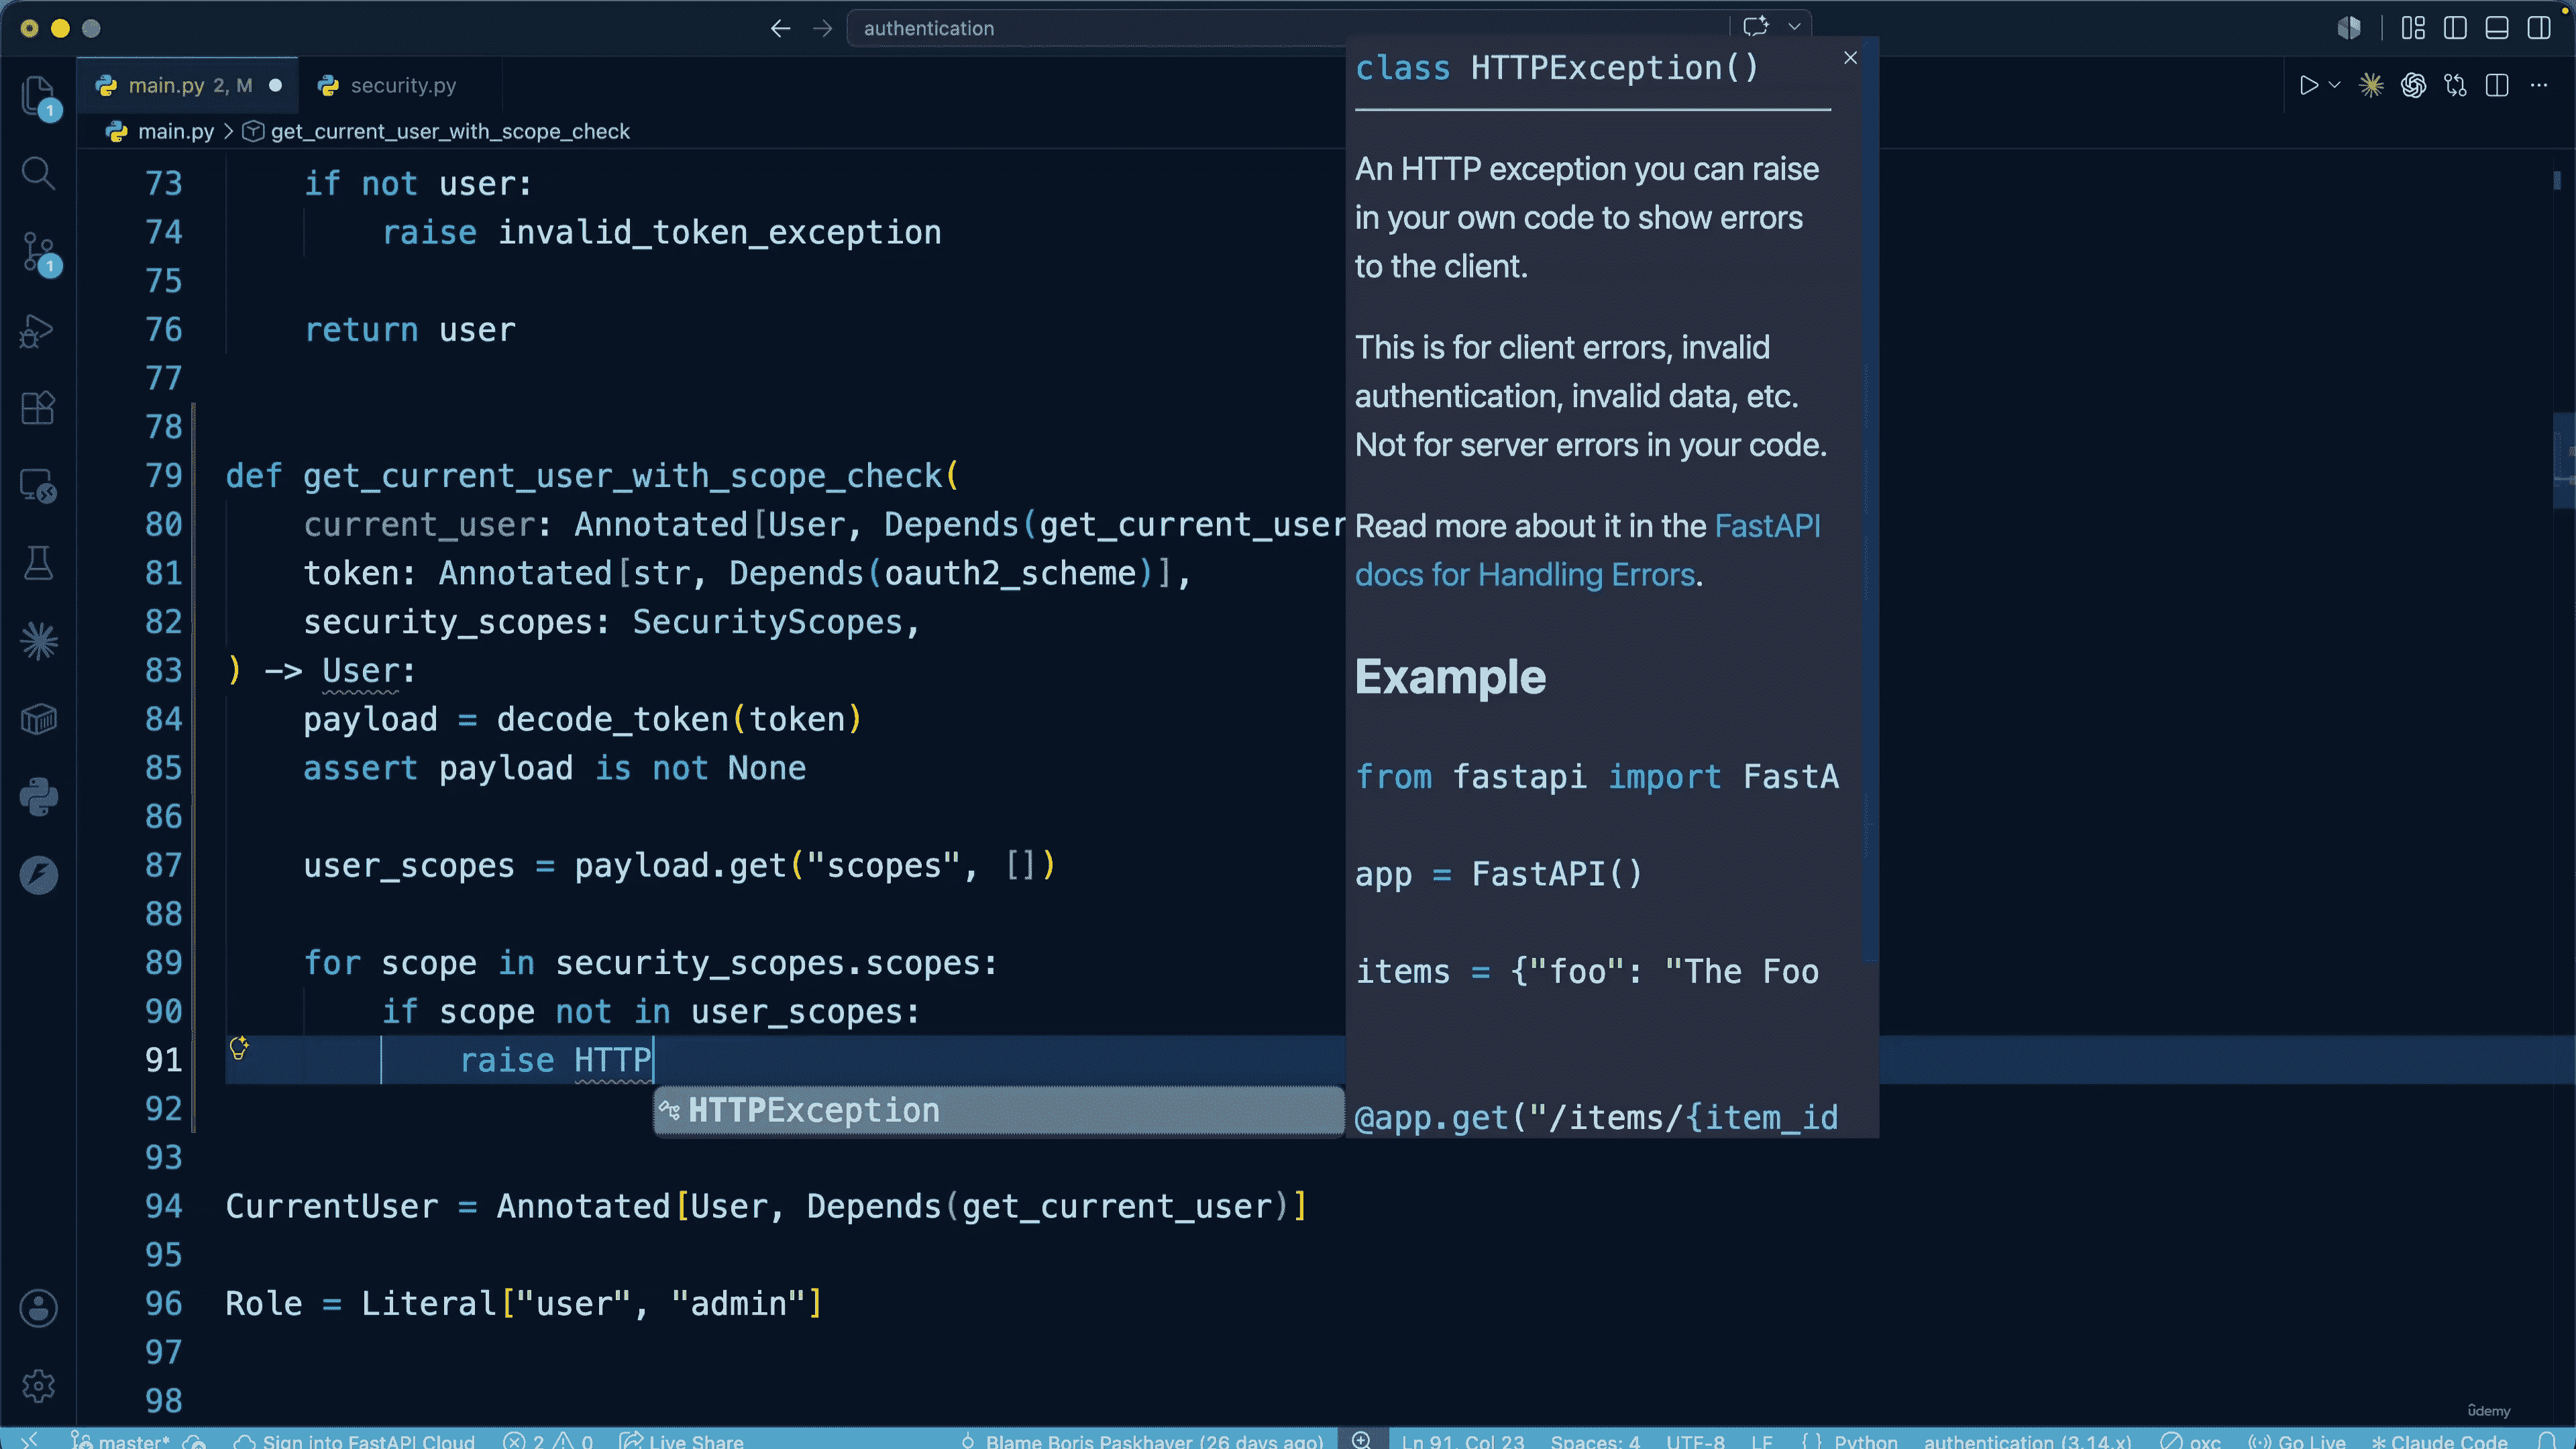 authentication
main.py 2, M
security.py
main.py > get_current_user_with_scope_check
1
1
73 if not user:
74 raise invalid_token_exception
75
76 return user
77
78
79 def get_current_user_with_scope_check(
80 current_user: Annotated[User, Depends(get_current_user
81 token: Annotated[str, Depends(oauth2_scheme)],
82 security_scopes: SecurityScopes,
83 ) -> User:
84 payload = decode_token(token)
85 assert payload is not None
86
87 user_scopes = payload.get("scopes", [])
88
89 for scope in security_scopes.scopes:
90 if scope not in user_scopes:
91 raise HTTP
92
93
94 CurrentUser = Annotated[User, Depends(get_current_user)]
95
96 Role = Literal["user", "admin"]
97
98
HTTPException
class HTTPException()
An HTTP exception you can raise
in your own code to show errors
to the client.
This is for client errors, invalid
authentication, invalid data, etc.
Not for server errors in your code.
Read more about it in the FastAPI
docs for Handling Errors.
Example
from fastapi import FastA
app = FastAPI()
items = {"foo": "The Foo
@app.get("/items/{item_id
ûdemy
master* Sign into FastAPI Cloud 2 0 Live Share Blame Boris Paskhaver (26 days ago) Ln 91, Col 23 Spaces: 4 UTF-8 LF {} Python authentication (3.14.x) oxc Go Live Claude Code